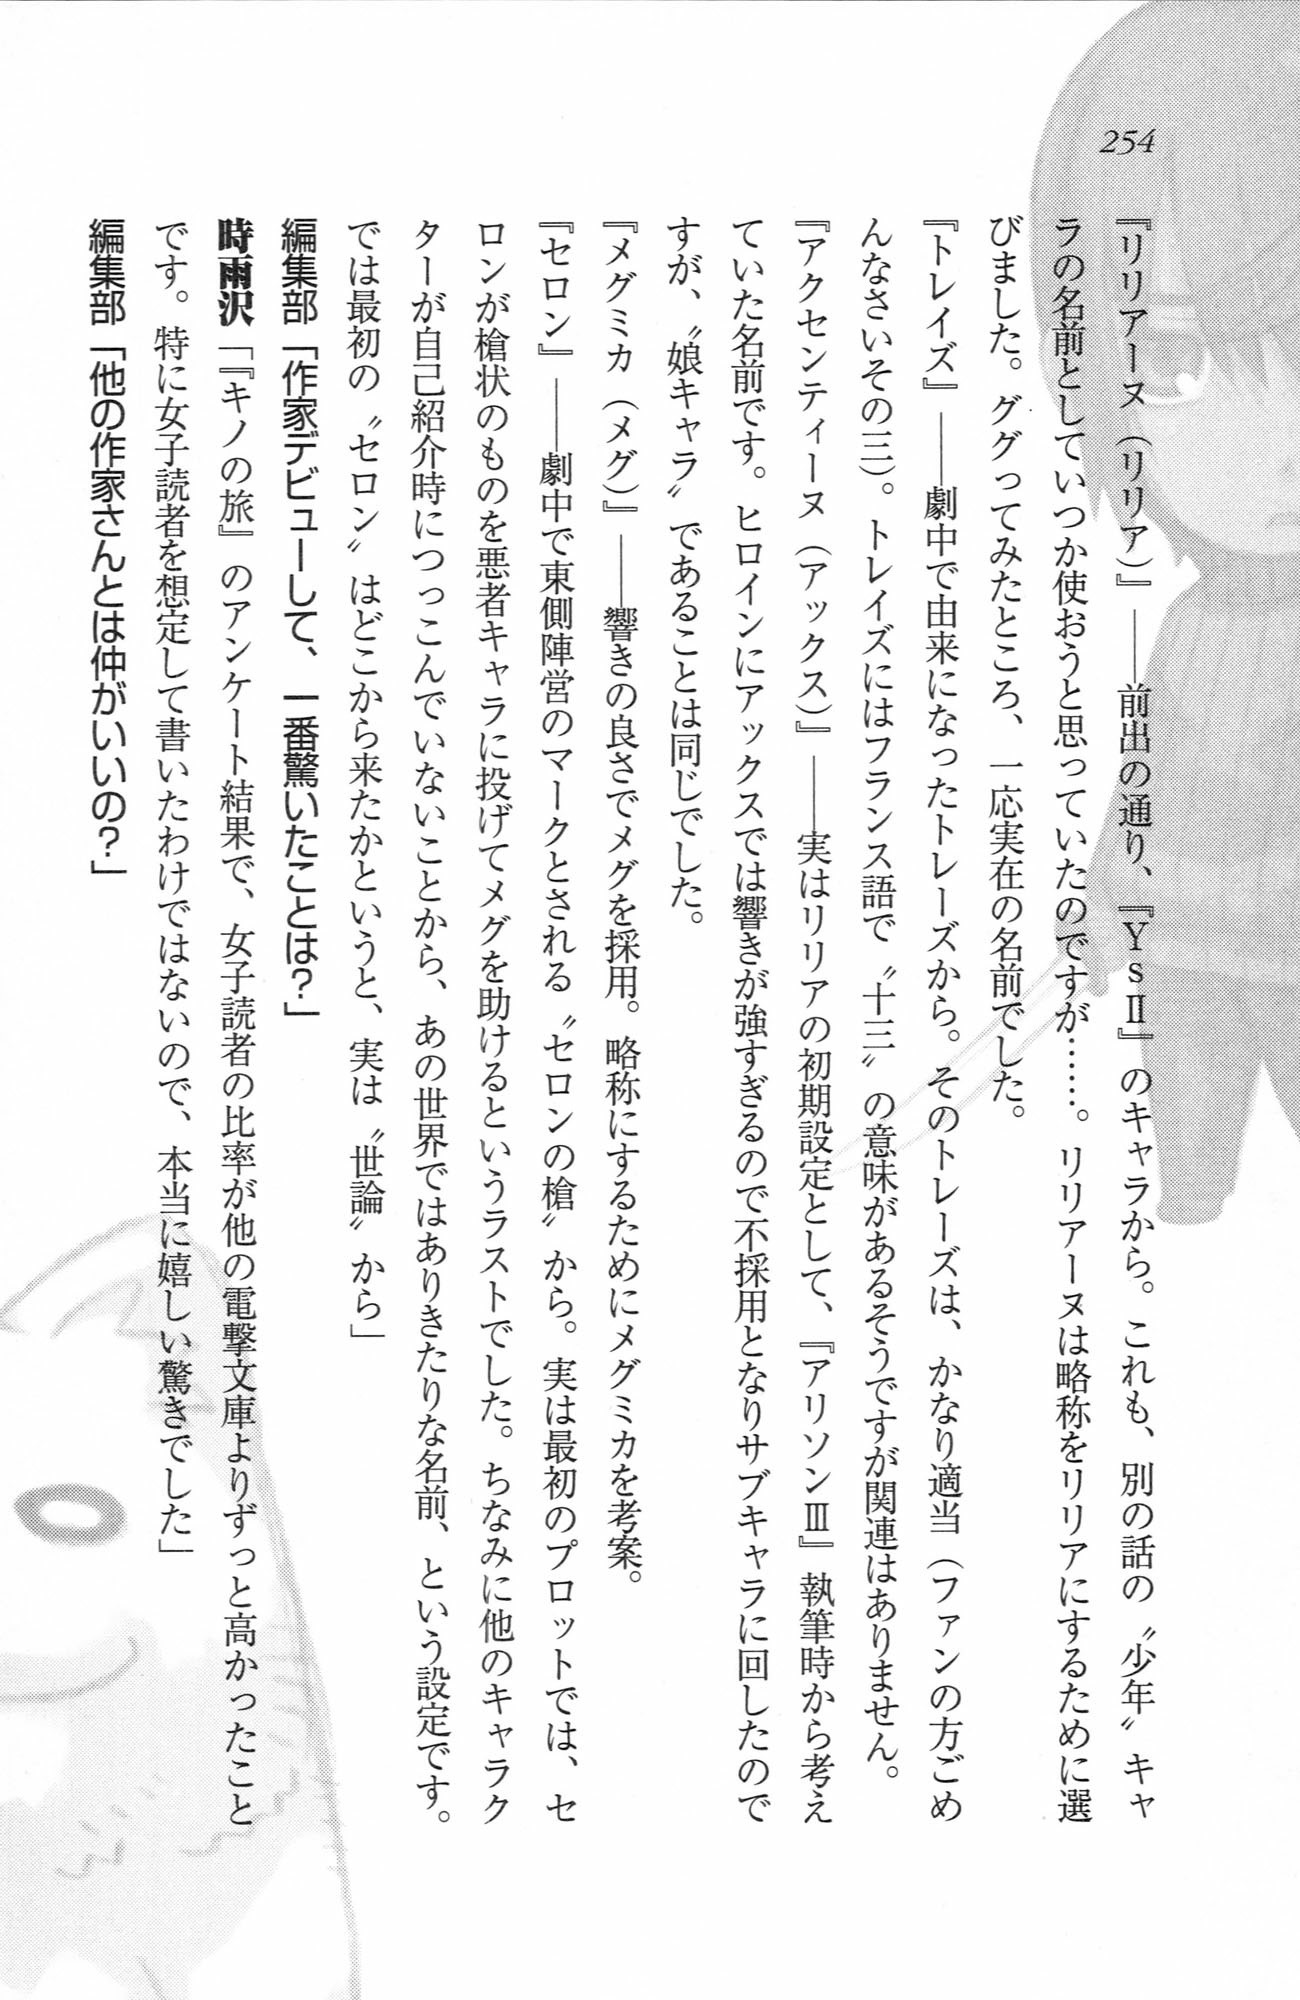 254
『リリアーヌ（リリア）』――前出の通り、『YsⅡ』のキャラから。これも、別の話の〝少年〟キャ
ラの名前としていつか使おうと思っていたのですが……。リリアーヌは略称をリリアにするために選
びました。ググってみたところ、一応実在の名前でした。
『トレイズ』――劇中で由来になったトレーズから。そのトレーズは、かなり適当（ファンの方ごめ
んなさいその三）。トレイズにはフランス語で〝十三〟の意味があるそうですが関連はありません。
『アクセンティーヌ（アックス）』――実はリリアの初期設定として、『アリソンⅢ』執筆時から考え
ていた名前です。ヒロインにアックスでは響きが強すぎるので不採用となりサブキャラに回したので
すが、〝娘キャラ〟であることは同じでした。
『メグミカ（メグ）』――響きの良さでメグを採用。略称にするためにメグミカを考案。
『セロン』――劇中で東側陣営のマークとされる〝セロンの槍〟から。実は最初のプロットでは、セ
ロンが槍状のものを悪者キャラに投げてメグを助けるというラストでした。ちなみに他のキャラク
ターが自己紹介時につっこんでいないことから、あの世界ではありきたりな名前、という設定です。
では最初の〝セロン〟はどこから来たかというと、実は〝世論〟から」
編集部「作家デビューして、一番驚いたことは？」
時雨沢「『キノの旅』のアンケート結果で、女子読者の比率が他の電撃文庫よりずっと高かったこと
です。特に女子読者を想定して書いたわけではないので、本当に嬉しい驚きでした」
編集部「他の作家さんとは仲がいいの？」